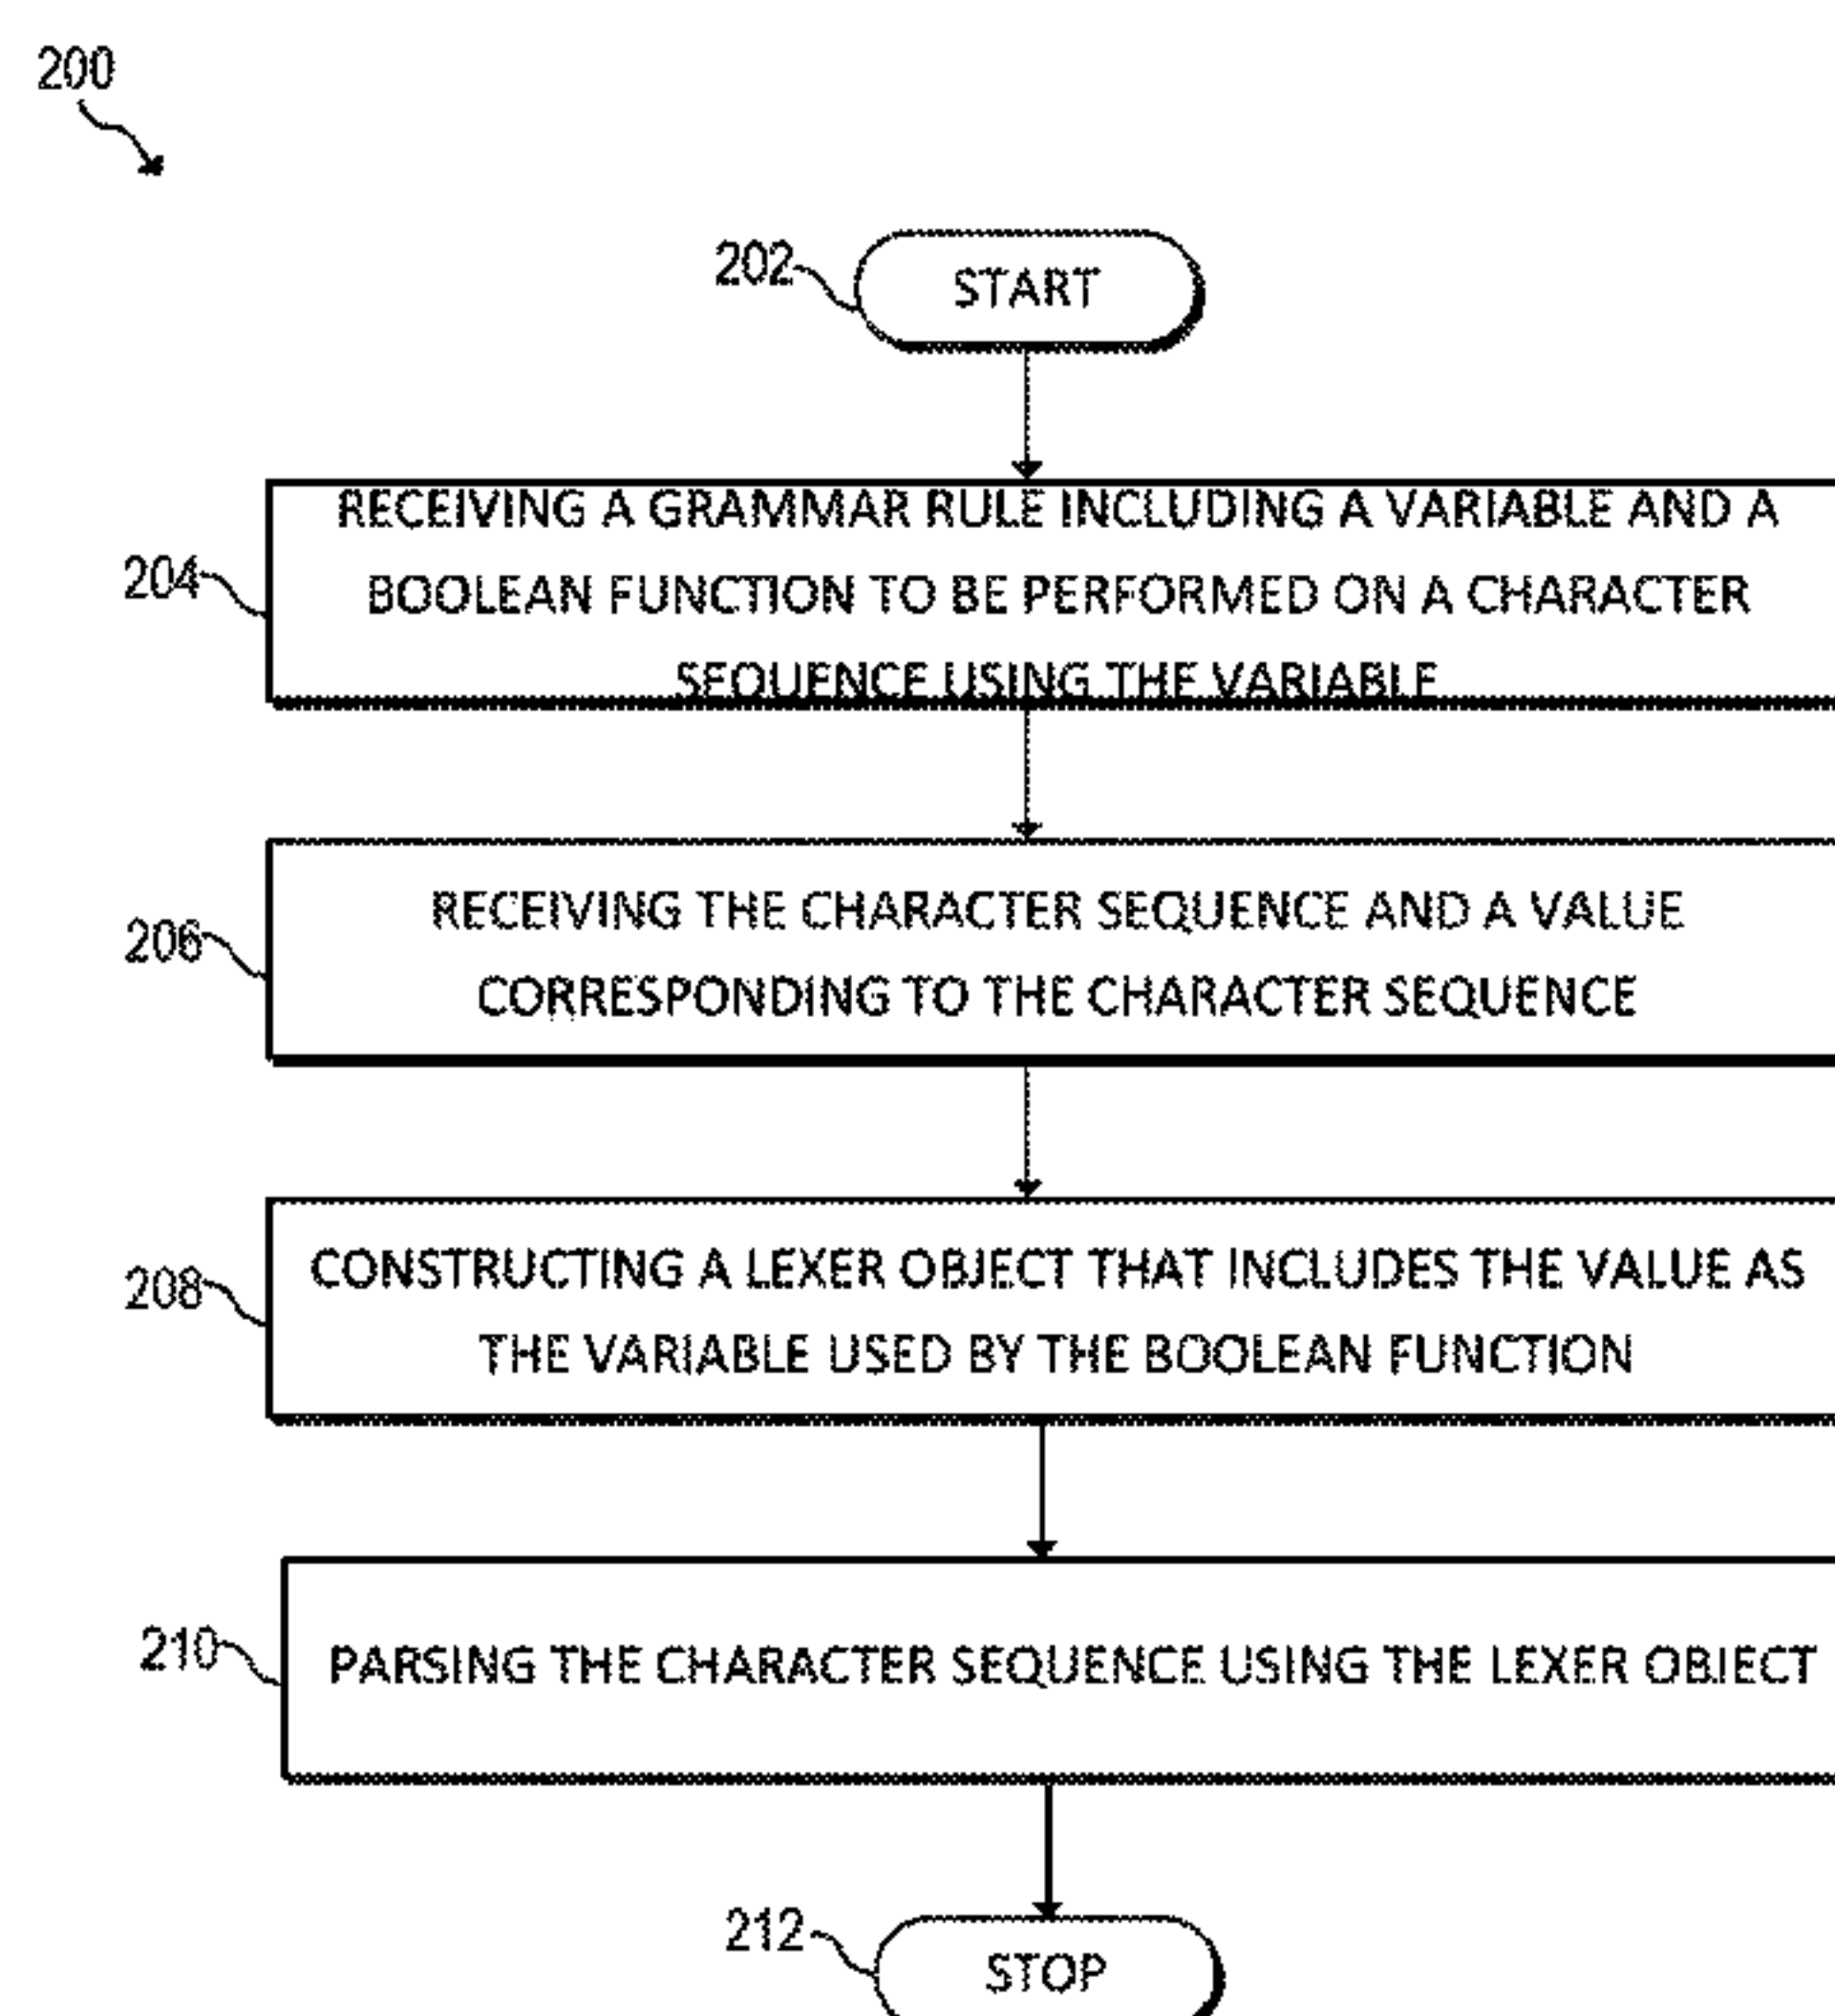 200
202
START
204
RECEIVING A GRAMMAR RULE INCLUDING A VARIABLE AND A
BOOLEAN FUNCTION TO BE PERFORMED ON A CHARACTER
SEQUENCE USING THE VARIABLE
206
RECEIVING THE CHARACTER SEQUENCE AND A VALUE
CORRESPONDING TO THE CHARACTER SEQUENCE
208
CONSTRUCTING A LEXER OBJECT THAT INCLUDES THE VALUE AS
THE VARIABLE USED BY THE BOOLEAN FUNCTION
210
PARSING THE CHARACTER SEQUENCE USING THE LEXER OBJECT
212
STOP